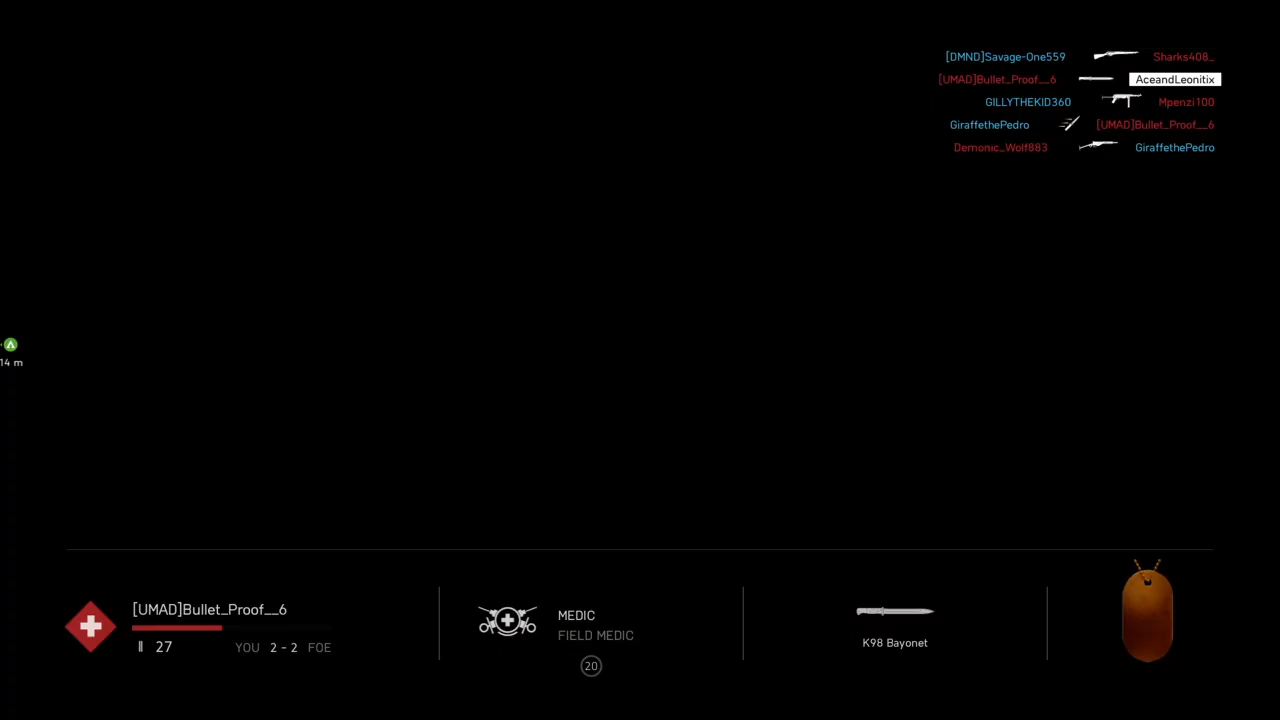 [DMND]Savage-One559 Sharks408_
[UMAD]Bullet_Proof__6 AceandLeonitix
GILLYTHEKID360 Mpenzi100
GiraffethePedro [UMAD]Bullet_Proof__6
Demonic_Wolf883 GiraffethePedro
14 m
[UMAD]Bullet_Proof__6
27 YOU 2 - 2 FOE
MEDIC
FIELD MEDIC
20
K98 Bayonet